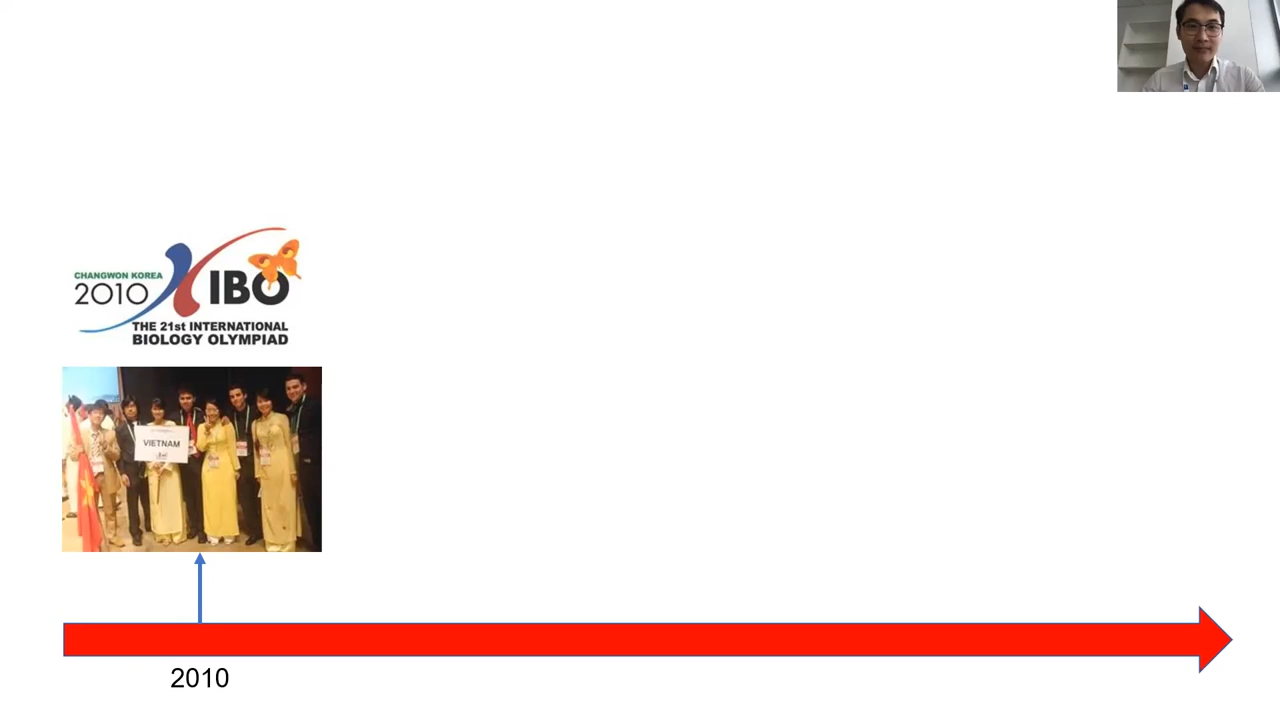 CHANGWON KOREA
2010
IBO
THE 21st INTERNATIONAL
BIOLOGY OLYMPIAD
VIETNAM
2010